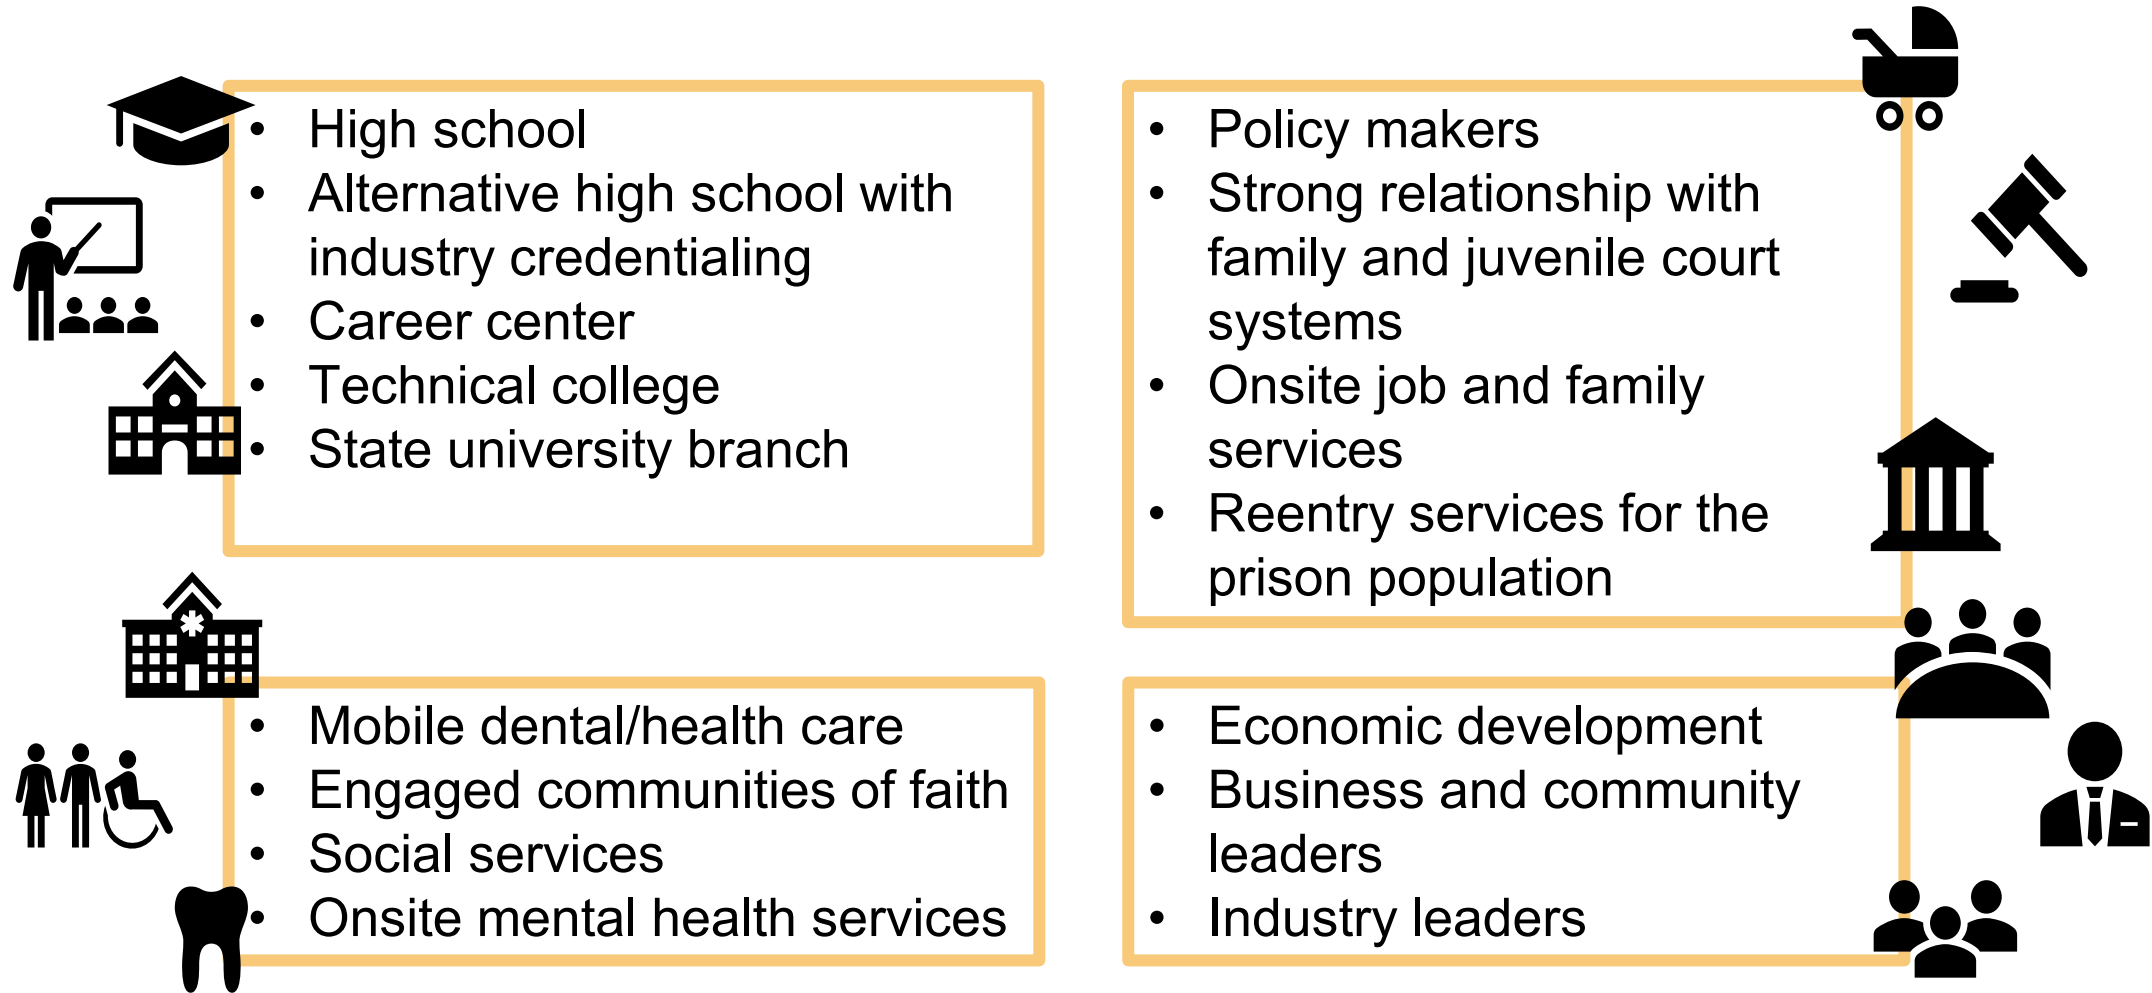 • High school
• Alternative high school with
industry credentialing
• Career center
• Technical college
• State university branch
• Policy makers
• Strong relationship with
family and juvenile court
systems
• Onsite job and family
services
• Reentry services for the
prison population
• Mobile dental/health care
• Engaged communities of faith
• Social services
• Onsite mental health services
• Economic development
• Business and community
leaders
• Industry leaders